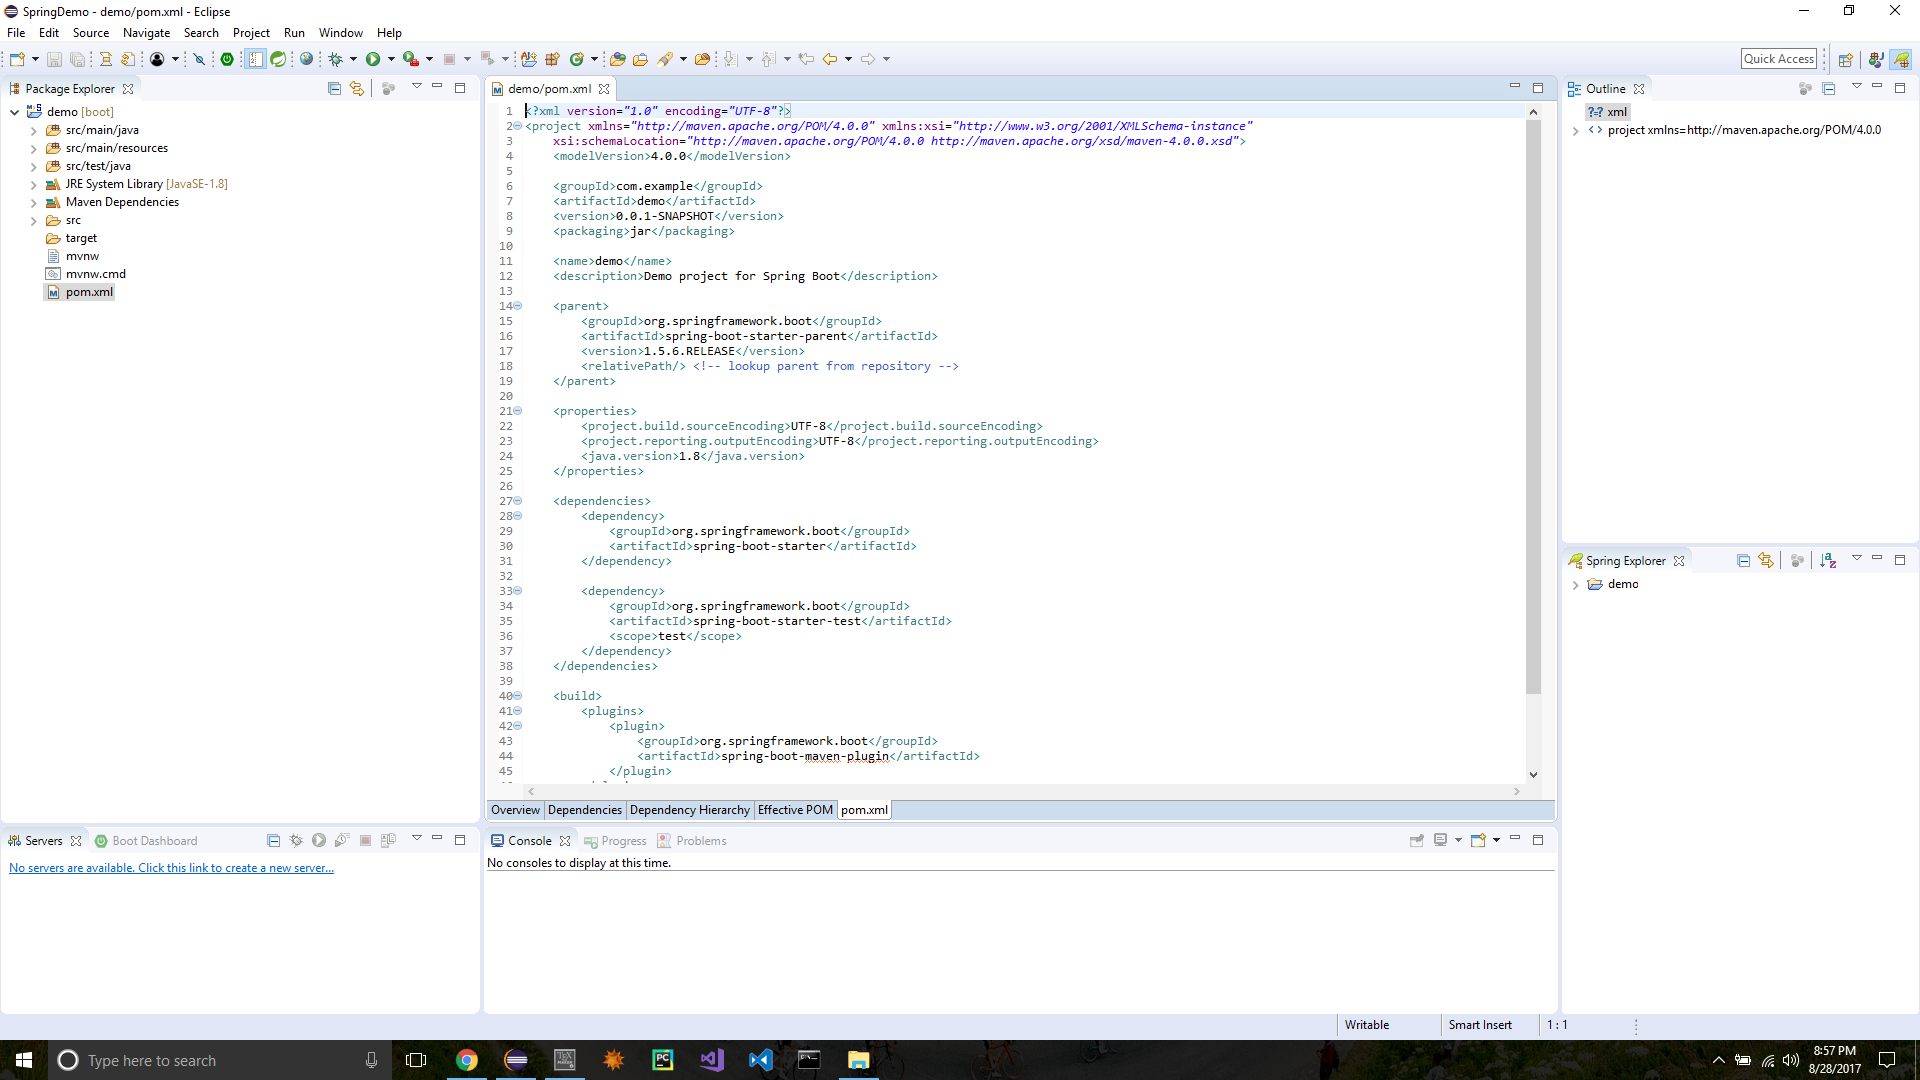 SpringDemo - demo/pom.xml - Eclipse
File Edit Source Navigate Search Project Run Window Help
Quick Access
Package Explorer
demo [boot]
src/main/java
src/main/resources
src/test/java
JRE System Library [JavaSE-1.8]
Maven Dependencies
src
target
mvnw
mvnw.cmd
pom.xml
demo/pom.xml
1 <?xml version="1.0" encoding="UTF-8"?>
2 <project xmlns="http://maven.apache.org/POM/4.0.0" xmlns:xsi="http://www.w3.org/2001/XMLSchema-instance"
3 xsi:schemaLocation="http://maven.apache.org/POM/4.0.0 http://maven.apache.org/xsd/maven-4.0.0.xsd">
4 <modelVersion>4.0.0</modelVersion>
5
6 <groupId>com.example</groupId>
7 <artifactId>demo</artifactId>
8 <version>0.0.1-SNAPSHOT</version>
9 <packaging>jar</packaging>
10
11 <name>demo</name>
12 <description>Demo project for Spring Boot</description>
13
14 <parent>
15 <groupId>org.springframework.boot</groupId>
16 <artifactId>spring-boot-starter-parent</artifactId>
17 <version>1.5.6.RELEASE</version>
18 <relativePath/> <!-- lookup parent from repository -->
19 </parent>
20
21 <properties>
22 <project.build.sourceEncoding>UTF-8</project.build.sourceEncoding>
23 <project.reporting.outputEncoding>UTF-8</project.reporting.outputEncoding>
24 <java.version>1.8</java.version>
25 </properties>
26
27 <dependencies>
28 <dependency>
29 <groupId>org.springframework.boot</groupId>
30 <artifactId>spring-boot-starter</artifactId>
31 </dependency>
32
33 <dependency>
34 <groupId>org.springframework.boot</groupId>
35 <artifactId>spring-boot-starter-test</artifactId>
36 <scope>test</scope>
37 </dependency>
38 </dependencies>
39
40 <build>
41 <plugins>
42 <plugin>
43 <groupId>org.springframework.boot</groupId>
44 <artifactId>spring-boot-maven-plugin</artifactId>
45 </plugin>
Overview Dependencies Dependency Hierarchy Effective POM pom.xml
Outline
?-? xml
<> project xmlns=http://maven.apache.org/POM/4.0.0
Spring Explorer
demo
Servers Boot Dashboard
No servers are available. Click this link to create a new server...
Console Progress Problems
No consoles to display at this time.
Writable Smart Insert 1 : 1
Type here to search
8:57 PM
8/28/2017